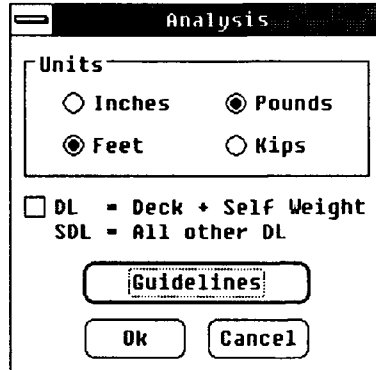 Analysis
Units
Inches Pounds
Feet Kips
DL = Deck + Self Weight
SDL = All other DL
Guidelines
Ok Cancel